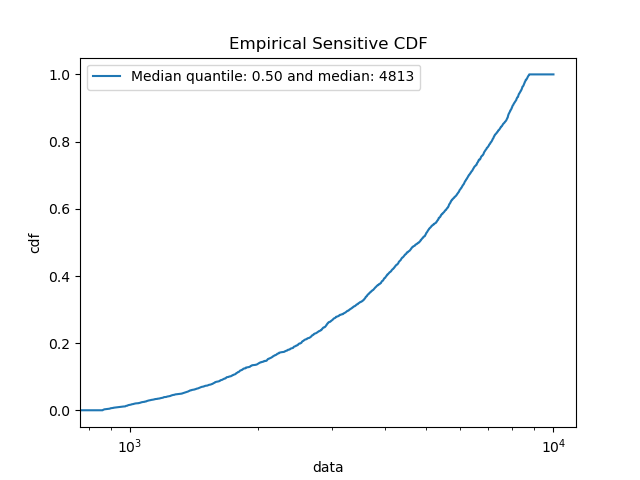 Empirical Sensitive CDF
Median quantile: 0.50 and median: 4813
1.0
0.8
0.6
0.4
0.2
0.0
cdf
10³
10⁴
data